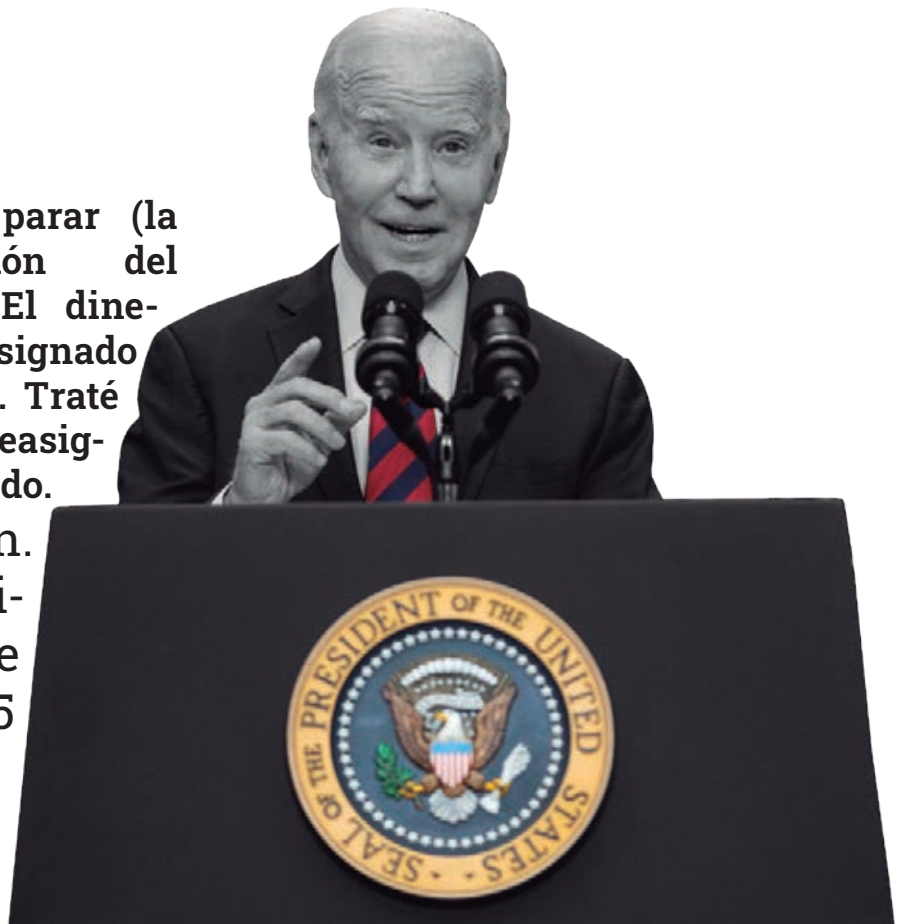 parar (la
ón del
El dine-
signado
. Traté
easig-
do.
n.
i-
e
5
SEAL OF THE PRESIDENT OF THE UNITED STATES